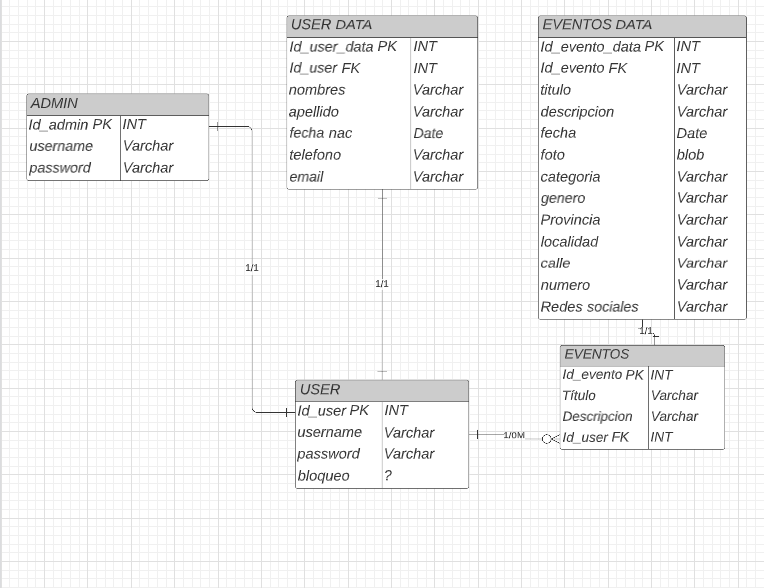 USER DATA
Id_user_data PK INT
Id_user FK INT
nombres Varchar
apellido Varchar
fecha nac Date
telefono Varchar
email Varchar
EVENTOS DATA
Id_evento_data PK INT
Id_evento FK INT
titulo Varchar
descripcion Varchar
fecha Date
foto blob
categoria Varchar
genero Varchar
Provincia Varchar
localidad Varchar
calle Varchar
numero Varchar
Redes sociales Varchar
ADMIN
Id_admin PK INT
username Varchar
password Varchar
1/1
1/1
1/1
EVENTOS
Id_evento PK INT
Título Varchar
Descripcion Varchar
Id_user FK INT
USER
Id_user PK INT
username Varchar
password Varchar
bloqueo ?
1/0M